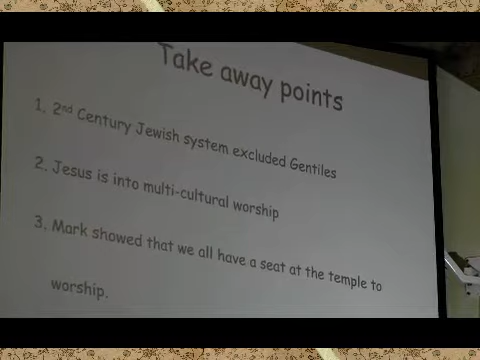 Take away points
1. 2nd Century Jewish system excluded Gentiles
2. Jesus is into multi-cultural worship
3. Mark showed that we all have a seat at the temple to
worship.